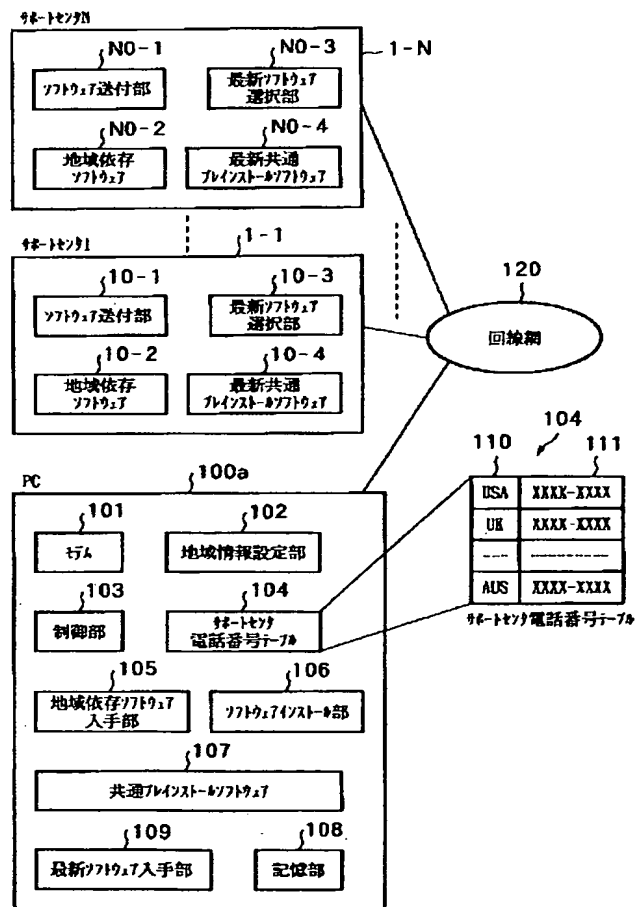 サポートセンタN
N0-1
N0-3
1-N
ソフトウェア送付部
最新ソフトウェア
選択部
N0-2
N0-4
地域依存
ソフトウェア
最新共通
プレインストールソフトウェア
サポートセンタ1
1-1
10-1
10-3
ソフトウェア送付部
最新ソフトウェア
選択部
10-2
10-4
地域依存
ソフトウェア
最新共通
プレインストールソフトウェア
120
回線網
PC
100a
101
102
モデム
地域情報設定部
103
104
制御部
サポートセンタ
電話番号テーブル
105
106
地域依存ソフトウェア
入手部
ソフトウェアインストール部
107
共通プレインストールソフトウェア
109
108
最新ソフトウェア入手部
記憶部
104
110
111
USA XXXX-XXXX
UK XXXX-XXXX
AUS XXXX-XXXX
サポートセンタ電話番号テーブル